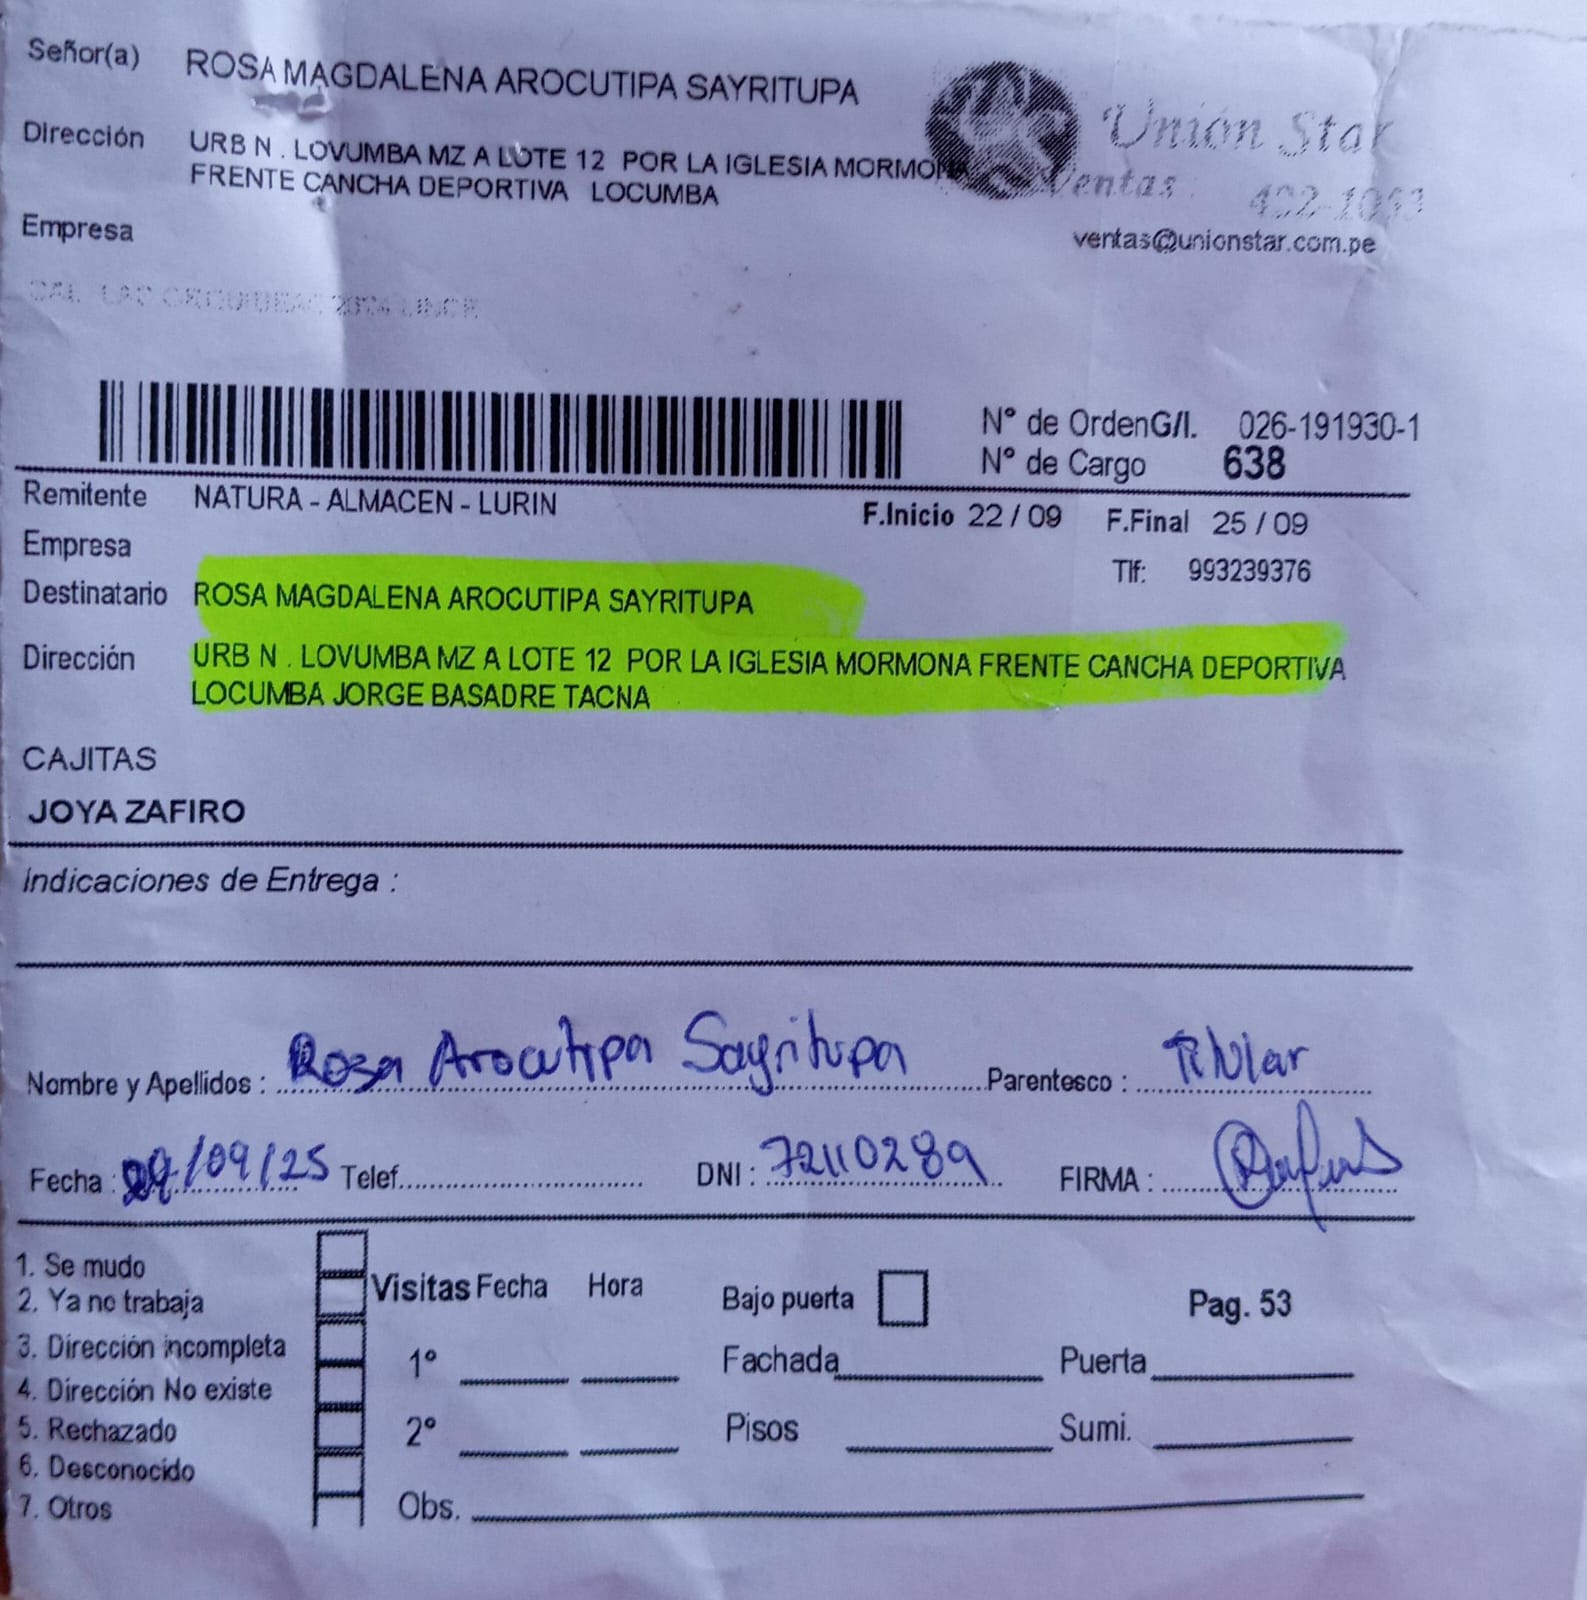 Señor(a) ROSA MAGDALENA AROCUTIPA SAYRITUPA
Dirección URB N . LOVUMBA MZ A LOTE 12 POR LA IGLESIA MORMONA
FRENTE CANCHA DEPORTIVA LOCUMBA
Unión Star
Ventas :
ventas@unionstar.com.pe
Empresa
Nº de OrdenG/I. 026-191930-1
Nº de Cargo 638
Remitente NATURA - ALMACEN - LURIN
F.Inicio 22 / 09 F.Final 25 / 09
Empresa
Tlf: 993239376
Destinatario ROSA MAGDALENA AROCUTIPA SAYRITUPA
Dirección URB N . LOVUMBA MZ A LOTE 12 POR LA IGLESIA MORMONA FRENTE CANCHA DEPORTIVA
LOCUMBA JORGE BASADRE TACNA
CAJITAS
JOYA ZAFIRO
Indicaciones de Entrega :
Nombre y Apellidos : Rosa Arocutipa Sayritupa Parentesco : Titular
Fecha : /09/25 Telef. DNI : 72110289 FIRMA :
1. Se mudo
2. Ya no trabaja
3. Dirección incompleta
4. Dirección No existe
5. Rechazado
6. Desconocido
7. Otros
Visitas Fecha Hora
1º
2º
Obs.
Bajo puerta
Pag. 53
Fachada Puerta
Pisos Sumi.